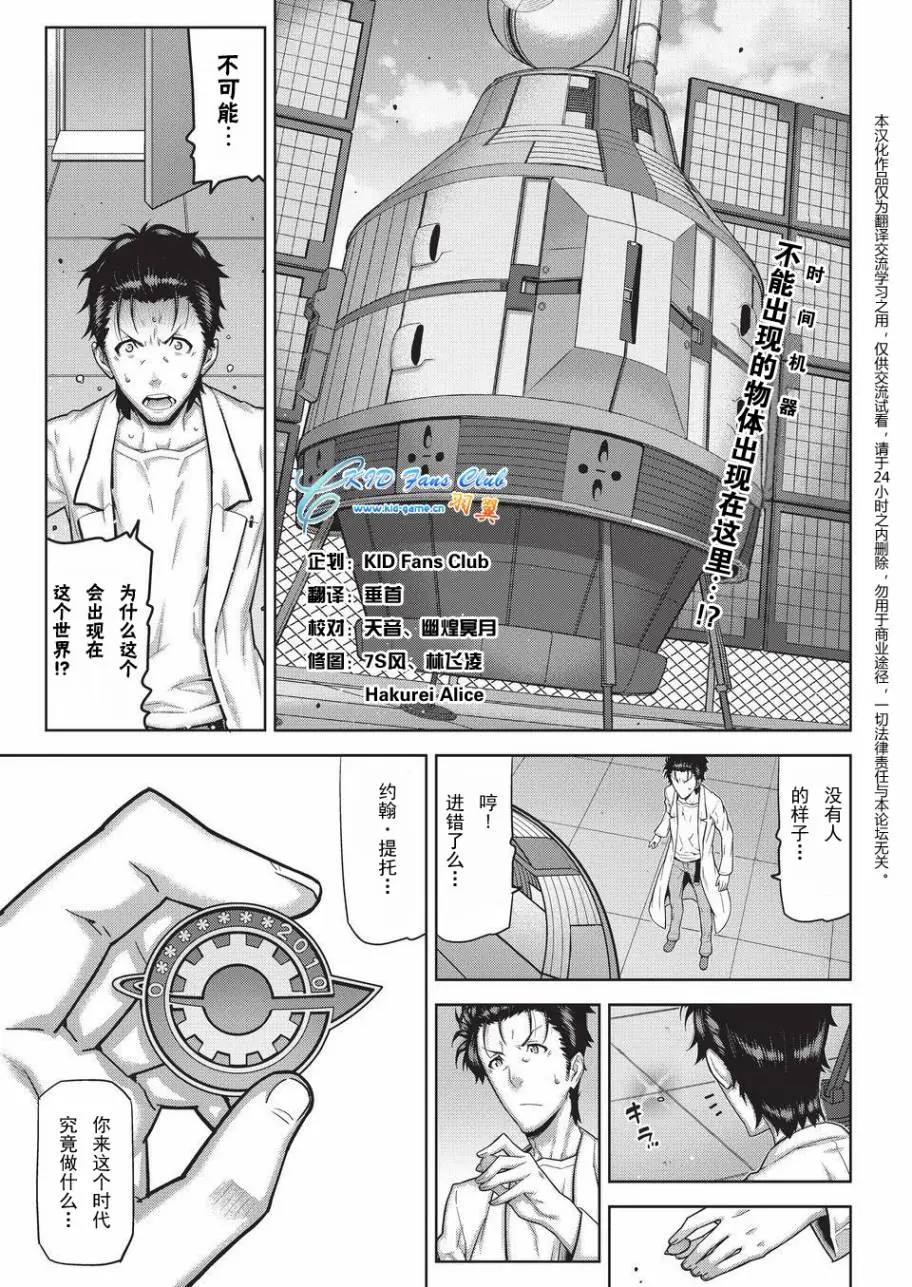 时间机器
不能出现的物体出现在这里…!?
不可能…
为什么这个
会出现在
这个世界!?
KID Fans Club
www.kid-game.cn
羽翼
企划：KID Fans Club
翻译：垂首
校对：天音、幽煌冥月
修图：7S风、林飞凌
Hakurei Alice
没有人
的样子…
哼！
进错了么…
キラ
约翰·提托…
0******2010
你来这个时代
究竟做什么…
本汉化作品仅为翻译交流学习之用，仅供交流试看，请于24小时之内删除，勿用于商业途径，一切法律责任与本论坛无关。